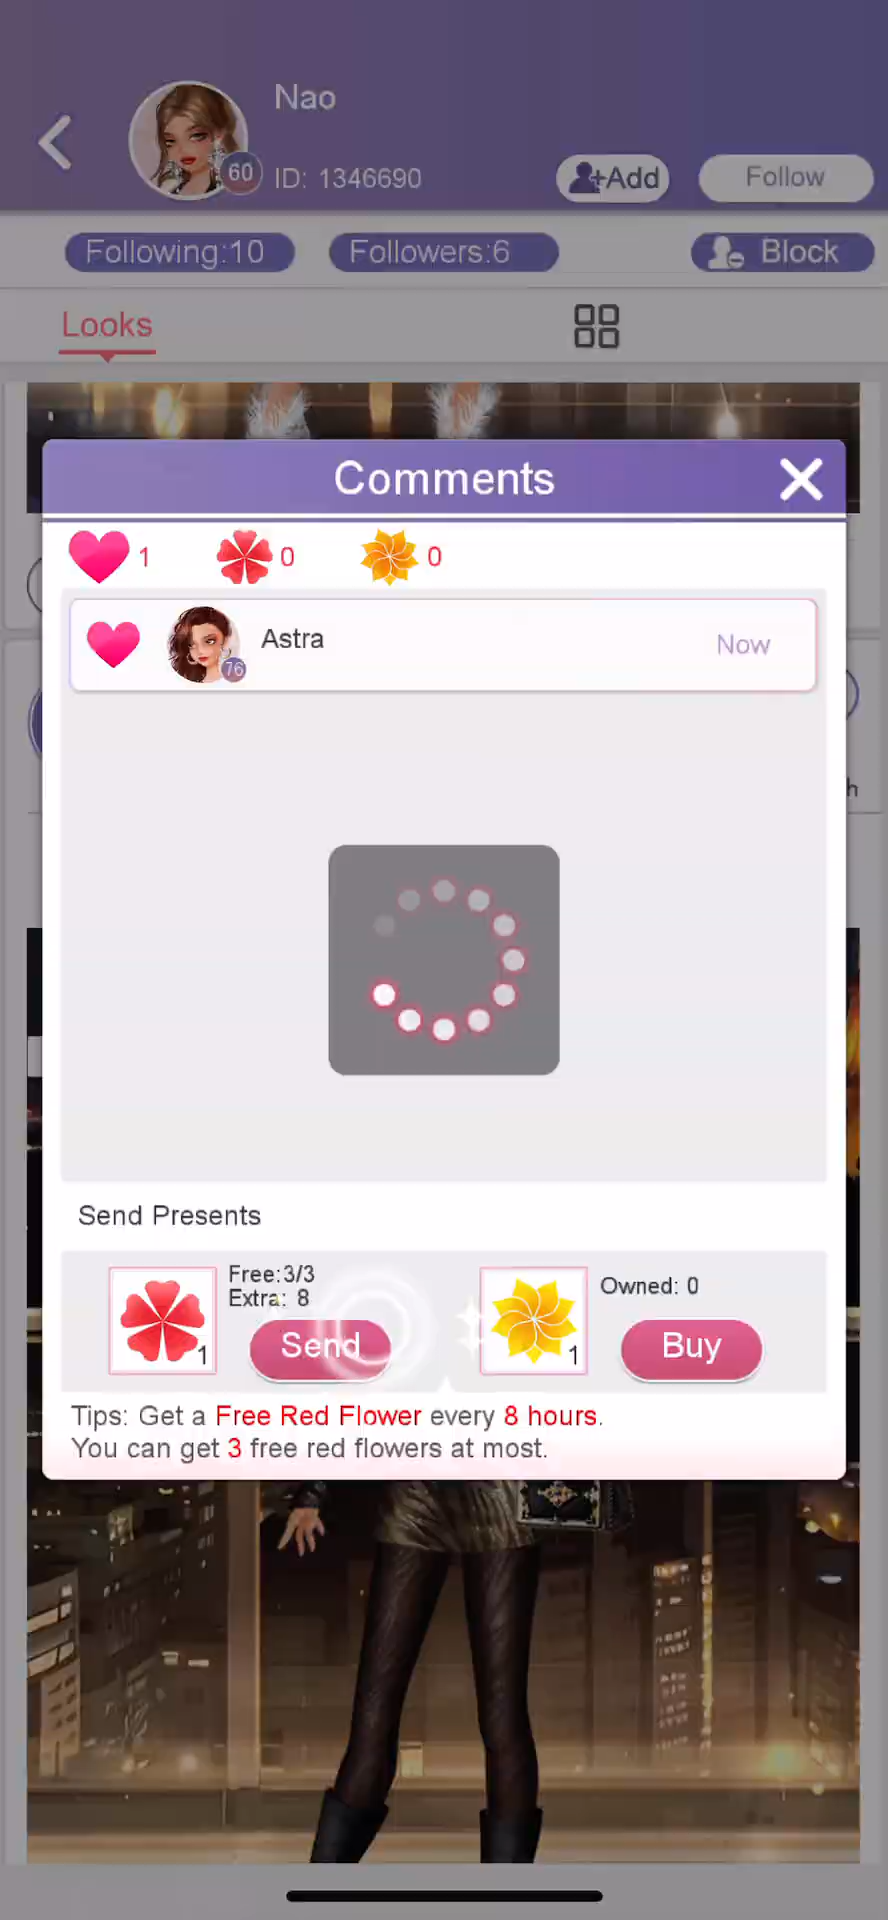 Nao
60
ID: 1346690
Add
Follow
Following:10
Followers:6
Block
Looks
Comments
1
0
0
Astra
76
Now
h
Send Presents
Free:3/3
Extra: 8
1
Send
Owned: 0
1
Buy
Tips: Get a Free Red Flower every 8 hours.
You can get 3 free red flowers at most.